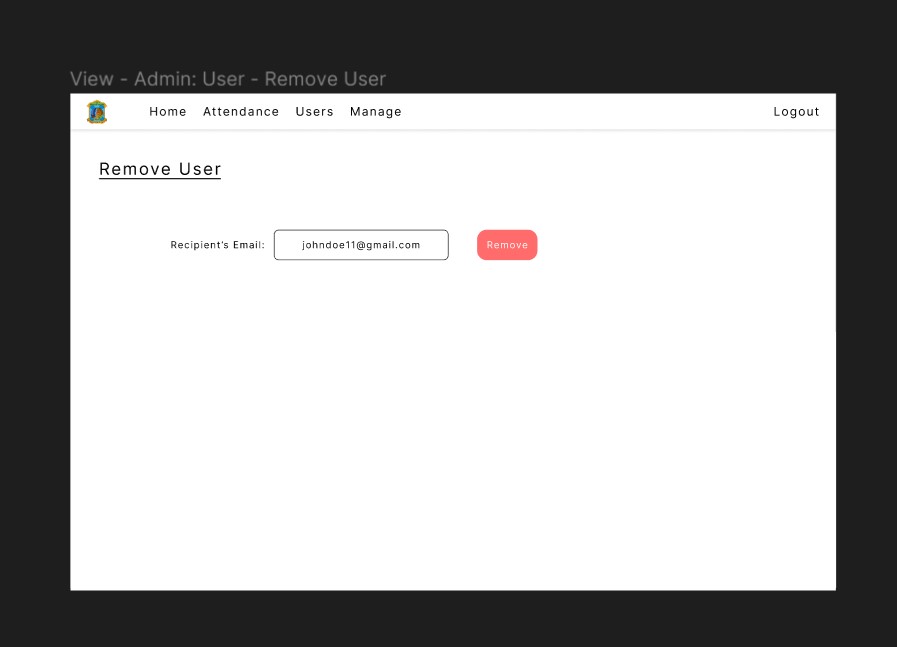 View - Admin: User - Remove User
Home Attendance Users Manage Logout
Remove User
Recipient's Email: johndoe11@gmail.com Remove